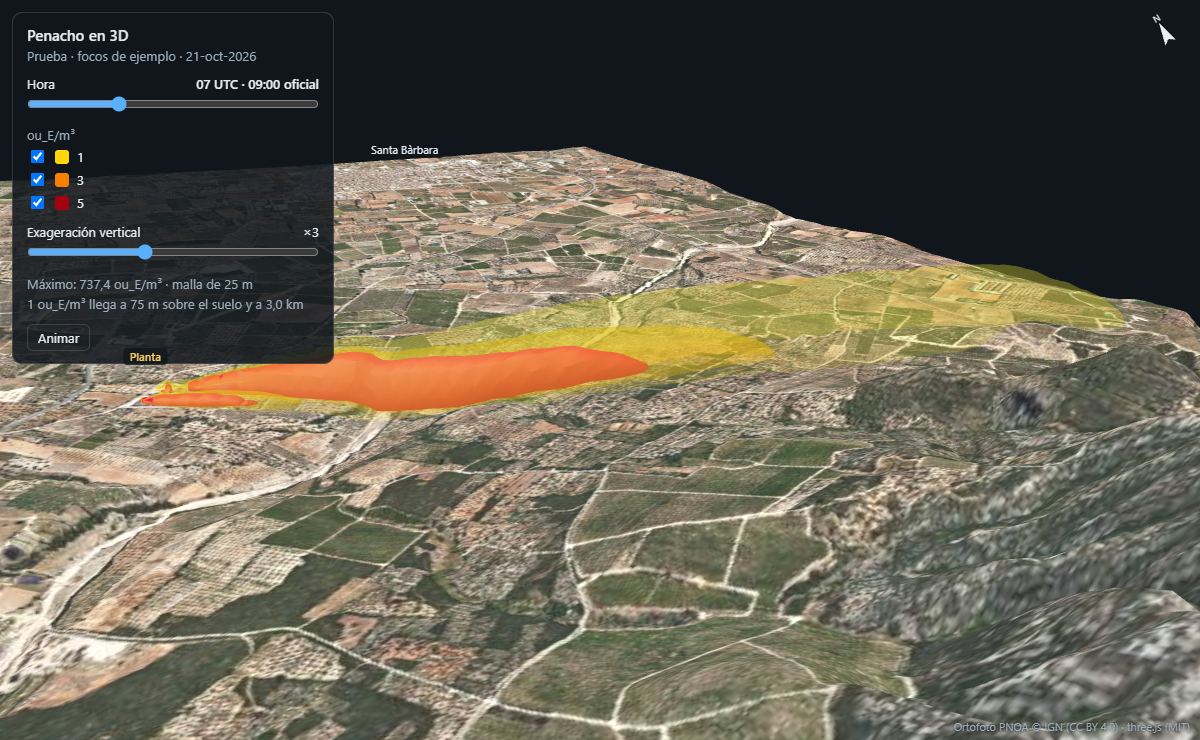 Penacho en 3D
Prueba · focos de ejemplo · 21-oct-2026
Hora 07 UTC · 09:00 oficial
ou_E/m³
1
3
5
Exageración vertical ×3
Máximo: 737,4 ou_E/m³ · malla de 25 m
1 ou_E/m³ llega a 75 m sobre el suelo y a 3,0 km
Animar
Planta
Santa Bàrbara
N
Ortofoto PNOA © IGN (CC BY 4.0) · three.js (MIT)